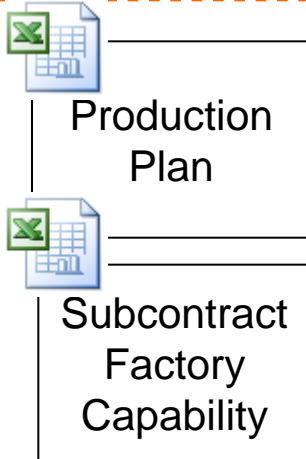 Production
Plan
Subcontract
Factory
Capability